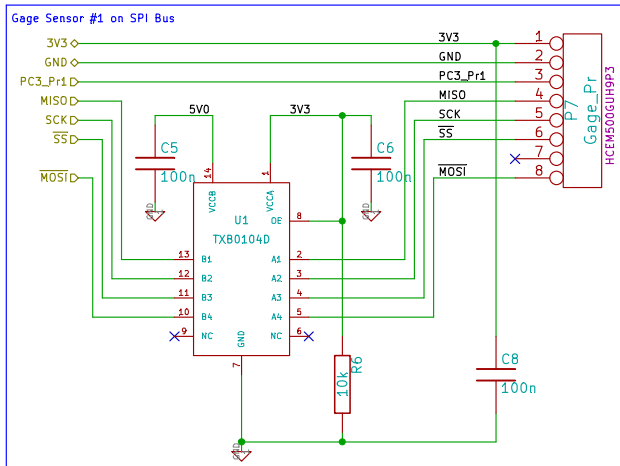 Gage Sensor #1 on SPI Bus
3V3
GND
PC3_Pr1
MISO
SCK
SS
MOSI
3V3
GND
PC3_Pr1
MISO
SCK
SS
MOSI
1
2
3
4
5
6
7
8
P7
Gage_Pr
HCEM500GUH9P3
5V0
3V3
C5
100n
GND
C6
100n
GND
14
1
VCCB
VCCA
U1
TXB0104D
OE
8
13
B1
A1
2
12
B2
A2
3
11
B3
A3
4
10
B4
A4
5
9
NC
NC
6
GND
7
R6
10k
C8
100n
GND